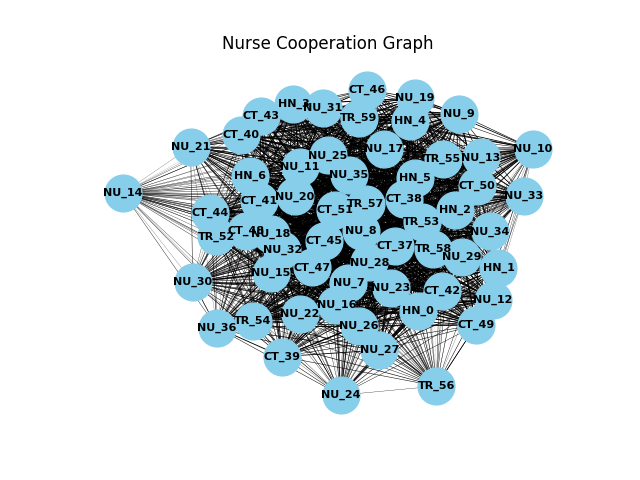 Nurse Cooperation Graph
CT_46
NU_19
HN_3
NU_31
CT_43
TR_59
HN_4
NU_9
CT_40
NU_21
NU_17
NU_10
NU_25
TR_55
NU_13
NU_11
HN_6
NU_35
HN_5
CT_50
NU_14
NU_20
NU_33
CT_41
CT_38
CT_51
TR_57
HN_2
CT_44
TR_53
NU_8
NU_34
CT_48
NU_18
TR_52
CT_45
CT_37
NU_32
TR_58
NU_29
NU_28
CT_47
HN_1
NU_15
NU_30
NU_7
NU_23
CT_42
NU_12
NU_16
HN_0
NU_22
TR_54
NU_26
CT_49
NU_36
NU_27
CT_39
TR_56
NU_24